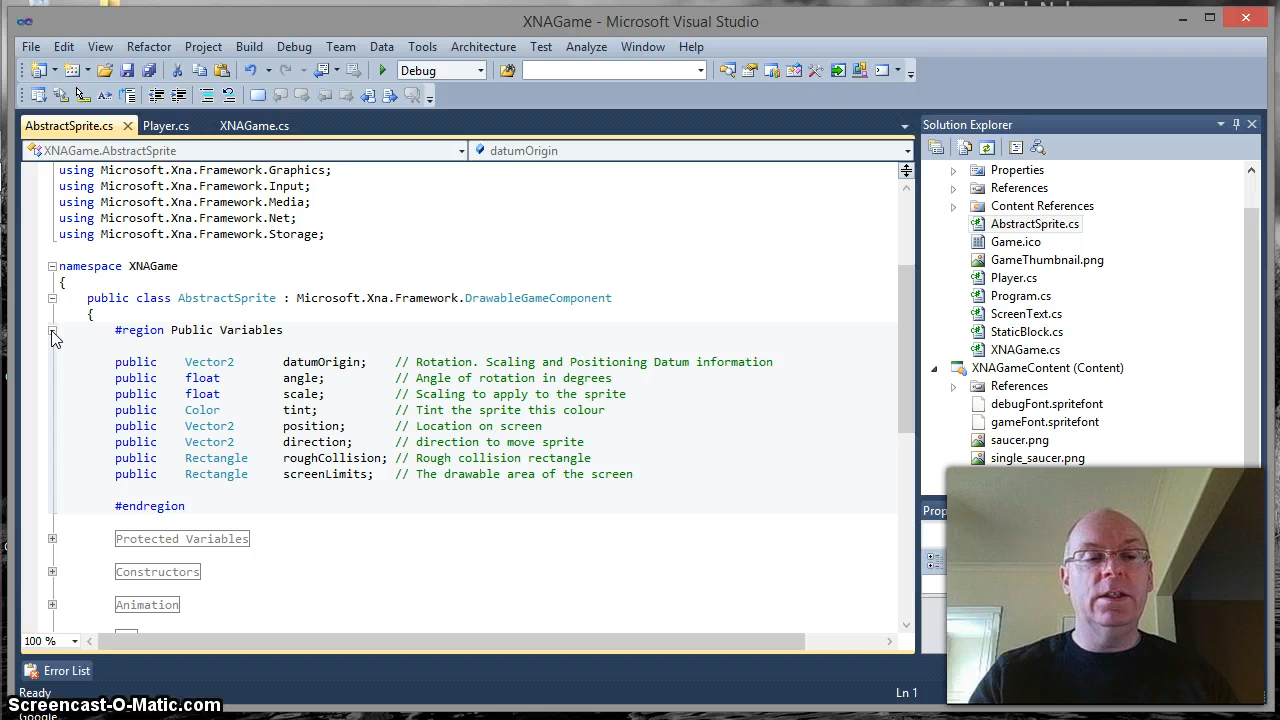 XNAGame - Microsoft Visual Studio
File Edit View Refactor Project Build Debug Team Data Tools Architecture Test Analyze Window Help
Debug
AbstractSprite.cs Player.cs XNAGame.cs
XNAGame.AbstractSprite datumOrigin
using Microsoft.Xna.Framework.Graphics;
using Microsoft.Xna.Framework.Input;
using Microsoft.Xna.Framework.Media;
using Microsoft.Xna.Framework.Net;
using Microsoft.Xna.Framework.Storage;
namespace XNAGame
{
public class AbstractSprite : Microsoft.Xna.Framework.DrawableGameComponent
{
#region Public Variables
public Vector2 datumOrigin; // Rotation. Scaling and Positioning Datum information
public float angle; // Angle of rotation in degrees
public float scale; // Scaling to apply to the sprite
public Color tint; // Tint the sprite this colour
public Vector2 position; // Location on screen
public Vector2 direction; // direction to move sprite
public Rectangle roughCollision; // Rough collision rectangle
public Rectangle screenLimits; // The drawable area of the screen
#endregion
Protected Variables
Constructors
Animation
100 %
Error List
Ready
Ln 1
Solution Explorer
Properties
References
Content References
AbstractSprite.cs
Game.ico
GameThumbnail.png
Player.cs
Program.cs
ScreenText.cs
StaticBlock.cs
XNAGame.cs
XNAGameContent (Content)
References
debugFont.spritefont
gameFont.spritefont
saucer.png
single_saucer.png
Prop
Screencast-O-Matic.com
Google